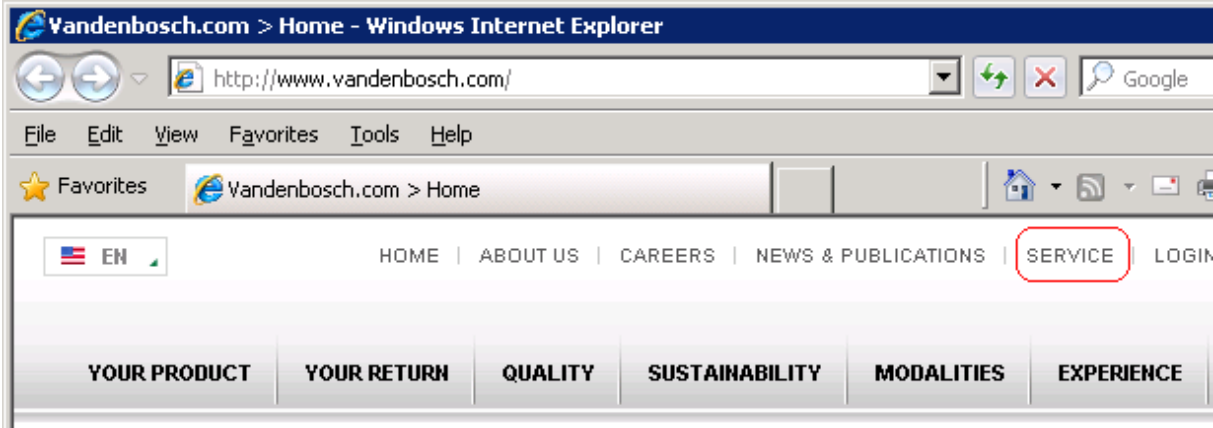 Vandenbosch.com > Home - Windows Internet Explorer
http://www.vandenbosch.com/ Google
File Edit View Favorites Tools Help
Favorites Vandenbosch.com > Home
EN HOME | ABOUT US | CAREERS | NEWS & PUBLICATIONS | SERVICE | LOGIN
YOUR PRODUCT YOUR RETURN QUALITY SUSTAINABILITY MODALITIES EXPERIENCE